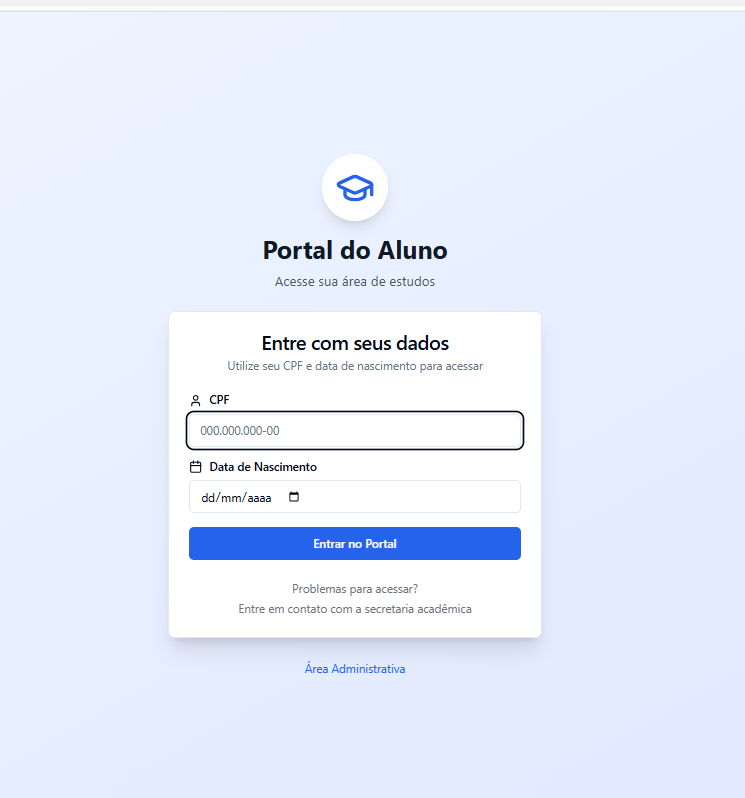 Portal do Aluno
Acesse sua área de estudos
Entre com seus dados
Utilize seu CPF e data de nascimento para acessar
CPF
000.000.000-00
Data de Nascimento
dd/mm/aaaa
Entrar no Portal
Problemas para acessar?
Entre em contato com a secretaria acadêmica
Área Administrativa